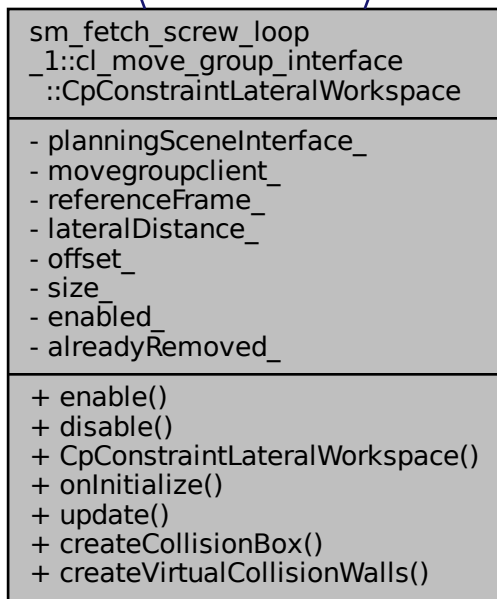 sm_fetch_screw_loop
_1::cl_move_group_interface
::CpConstraintLateralWorkspace
- planningSceneInterface_
- movegroupclient_
- referenceFrame_
- lateralDistance_
- offset_
- size_
- enabled_
- alreadyRemoved_
+ enable()
+ disable()
+ CpConstraintLateralWorkspace()
+ onInitialize()
+ update()
+ createCollisionBox()
+ createVirtualCollisionWalls()